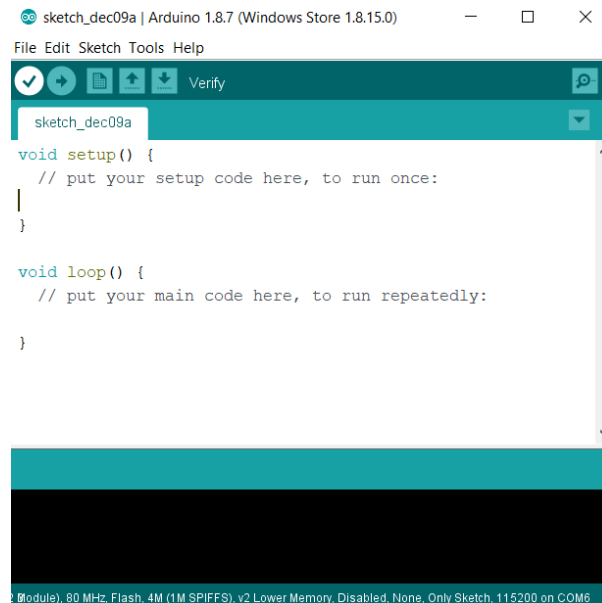 sketch_dec09a | Arduino 1.8.7 (Windows Store 1.8.15.0)
File Edit Sketch Tools Help
Verify
sketch_dec09a
void setup() {
  // put your setup code here, to run once:
}
void loop() {
  // put your main code here, to run repeatedly:
}
Module), 80 MHz, Flash, 4M (1M SPIFFS), v2 Lower Memory, Disabled, None, Only Sketch, 115200 on COM6